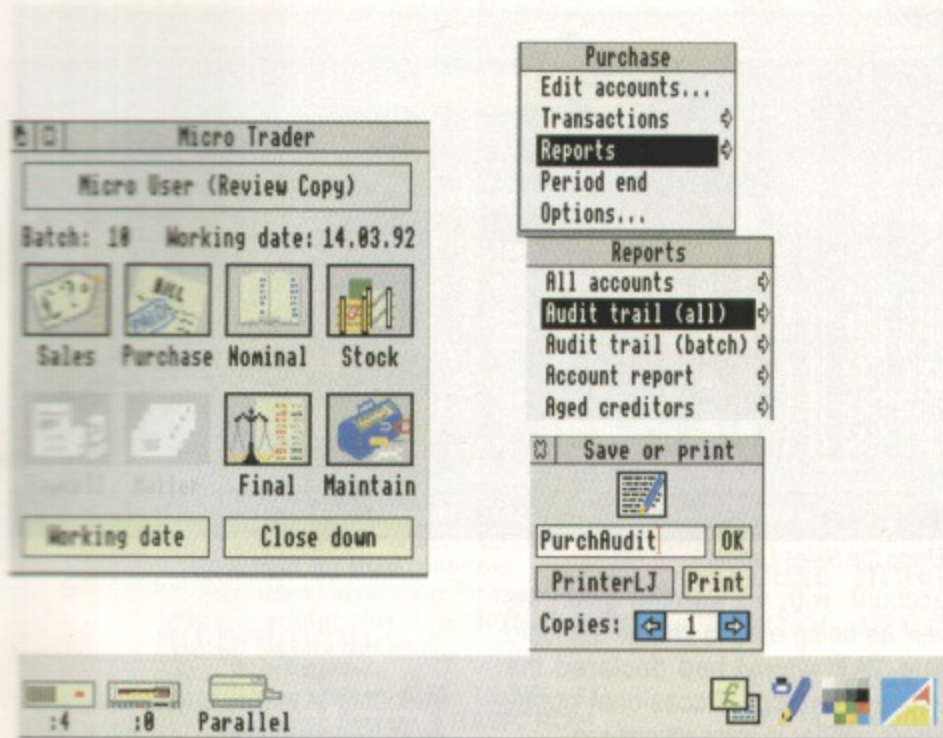 Purchase
Edit accounts...
Transactions
Reports
Period end
Options...
Micro Trader
Micro User (Review Copy)
Batch: 10 Working date: 14.03.92
Sales Purchase Nominal Stock
Mailer Final Maintain
Working date Close down
Reports
All accounts
Audit trail (all)
Audit trail (batch)
Account report
Aged creditors
Save or print
PurchAudit OK
PrinterLJ Print
Copies: 1
:4 :0 Parallel